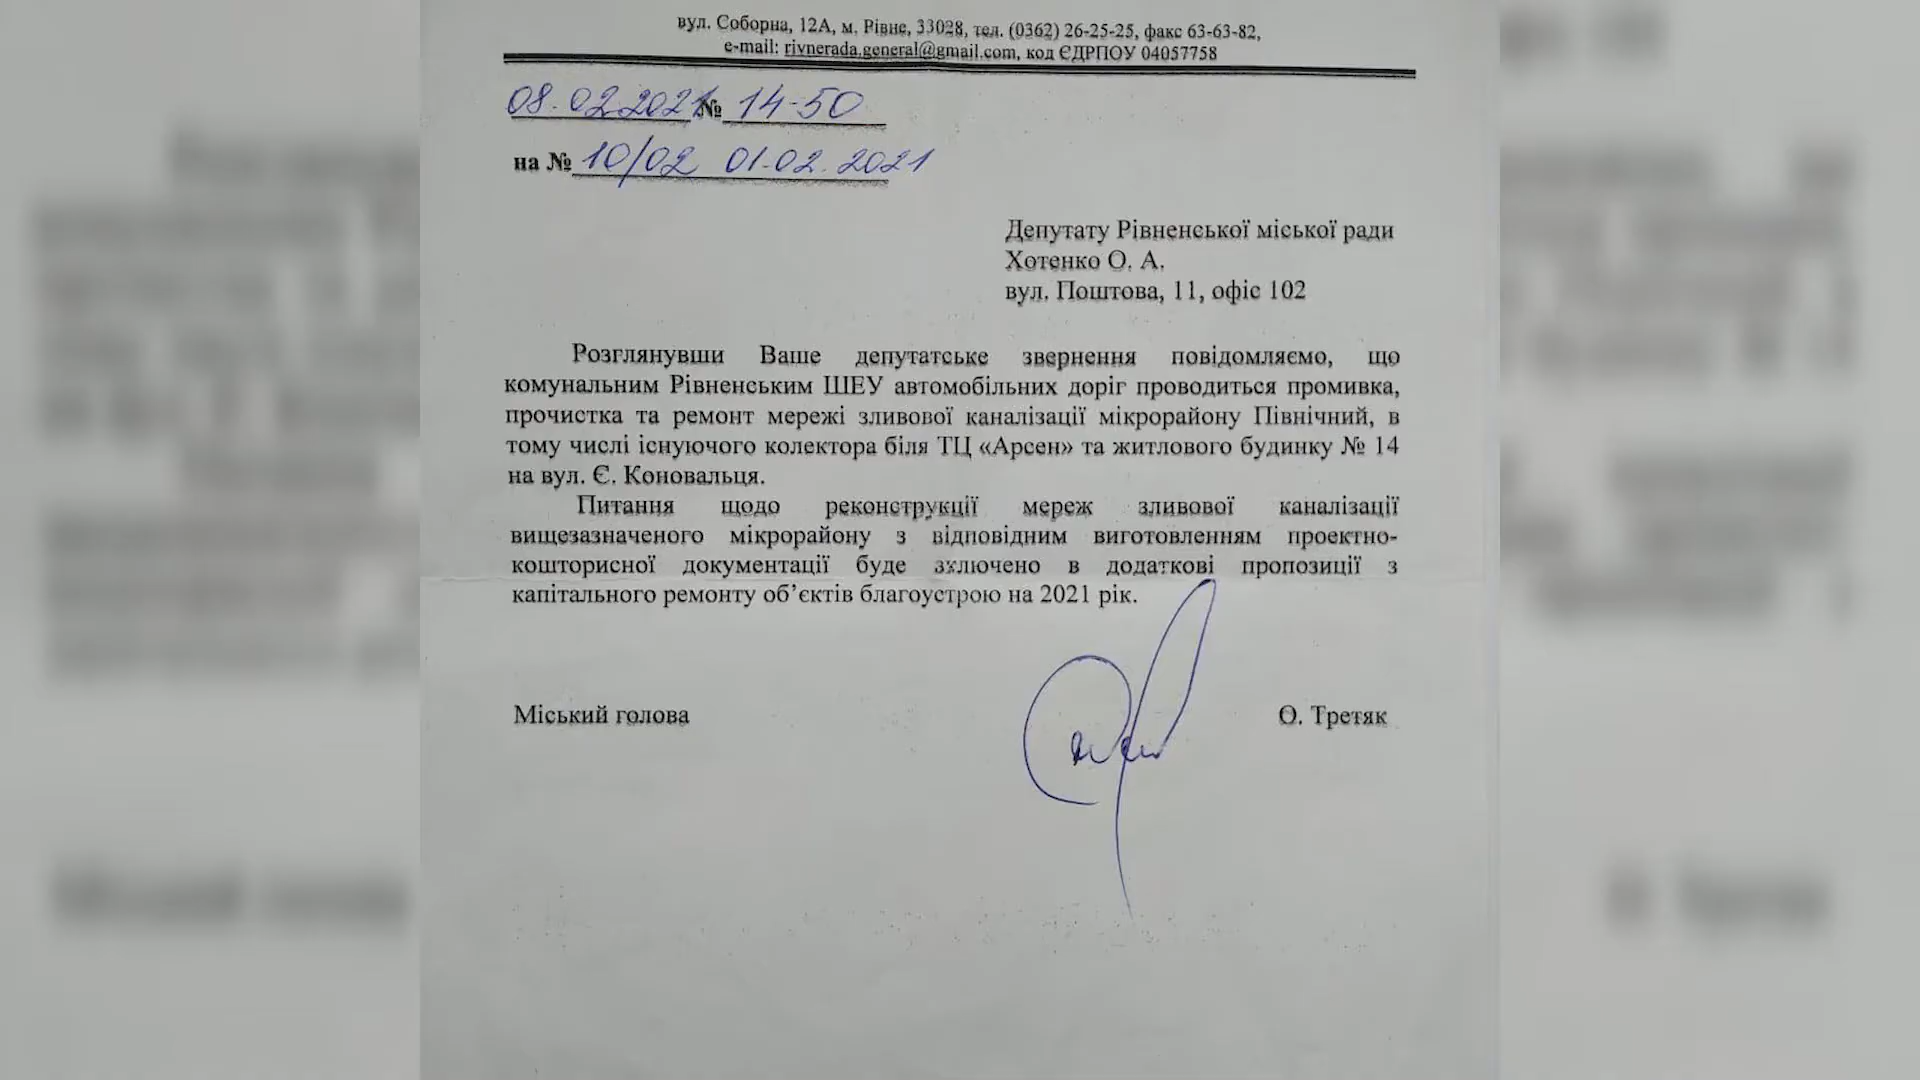 вул. Соборна, 12А, м. Рівне, 33028, тел. (0362) 26-25-25, факс 63-63-82,
e-mail: rivnerada.general@gmail.com, код ЄДРПОУ 04057758
08.02.2021 № 14-50
на № 10/02 01.02.2021
Депутату Рівненської міської ради
Хотенко О. А.
вул. Поштова, 11, офіс 102
Розглянувши Ваше депутатське звернення повідомляємо, що
комунальним Рівненським ШЕУ автомобільних доріг проводиться промивка,
прочистка та ремонт мережі зливової каналізації мікрорайону Північний, в
тому числі існуючого колектора біля ТЦ «Арсен» та житлового будинку № 14
на вул. Є. Коновальця.
Питання щодо реконструкції мереж зливової каналізації
вищезазначеного мікрорайону з відповідним виготовленням проектно-
кошторисної документації буде включено в додаткові пропозиції з
капітального ремонту об’єктів благоустрою на 2021 рік.
Міський голова
О. Третяк